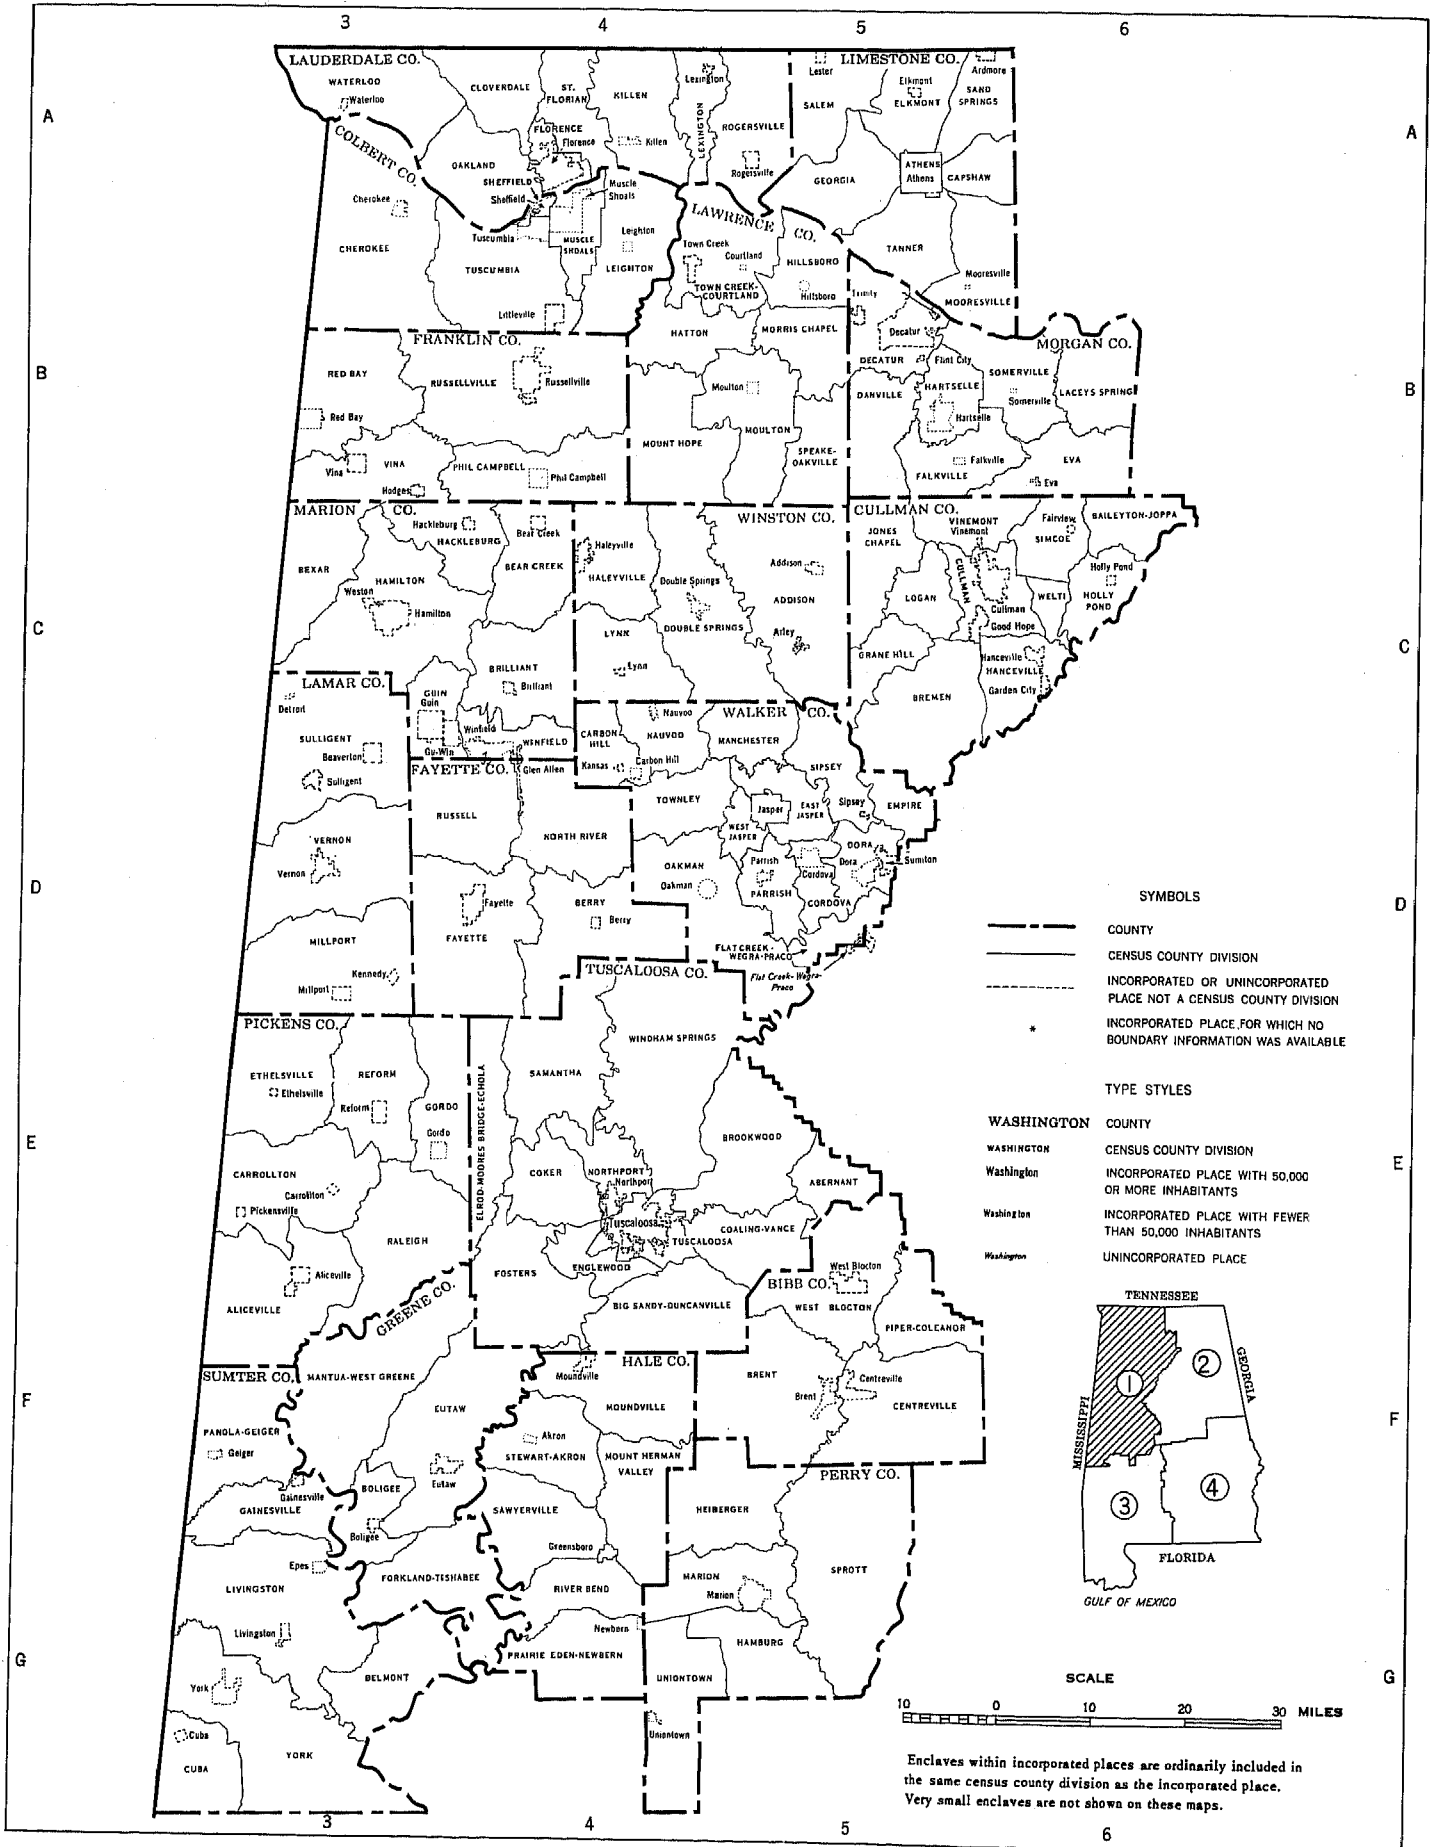 3
4
5
6
LAUDERDALE CO.
LIMESTONE CO.
WATERLOO
Waterloo
CLOVERDALE
ST.
FLORIAN
KILLEN
Lexington
LEXINGTON
Lester
Elkmont
ELKMONT
Ardmore
SAND
SPRINGS
SALEM
A
A
COLBERT CO.
FLORENCE
Florence
Killen
ROGERSVILLE
Rogersville
OAKLAND
SHEFFIELD
Sheffield
Muscle
Shoals
GEORGIA
ATHENS
Athens
CAPSHAW
Cherokee
CHEROKEE
Tuscumbia
TUSCUMBIA
MUSCLE
SHOALS
Leighton
LEIGHTON
LAWRENCE CO.
Town Creek
Courtland
TOWN CREEK-
COURTLAND
HILLSBORO
Hillsboro
TANNER
Mooresville
MOORESVILLE
Trinity
Littleville
HATTON
MORRIS CHAPEL
Decatur
DECATUR
Flint City
FRANKLIN CO.
MORGAN CO.
B
B
RED BAY
RUSSELLVILLE
Russellville
Moulton
DANVILLE
HARTSELLE
Hartselle
SOMERVILLE
Somerville
LACEYS SPRING
Red Bay
MOUNT HOPE
MOULTON
SPEAKE-
OAKVILLE
Vina
VINA
PHIL CAMPBELL
Phil Campbell
Hodges
Falkville
FALKVILLE
EVA
Eva
MARION CO.
WINSTON CO.
CULLMAN CO.
Hackleburg
HACKLEBURG
Bear Creek
BEAR CREEK
Haleyville
HALEYVILLE
JONES
CHAPEL
VINEMONT
Vinemont
Fairview
SIMCOE
BAILEYTON-JOPPA
BEXAR
HAMILTON
Weston
Hamilton
Double Springs
DOUBLE SPRINGS
Addison
ADDISON
LOGAN
CULLMAN
Cullman
WELTI
Holly Pond
HOLLY
POND
C
C
LYNN
Lynn
Arley
Good Hope
GRANE HILL
Hanceville
HANCEVILLE
Garden City
BREMEN
LAMAR CO.
Detroit
BRILLIANT
Brilliant
GUIN
Guin
Winfield
WINFIELD
Gu-Win
WALKER CO.
Nauvoo
NAUVOO
CARBON
HILL
MANCHESTER
SULLIGENT
Beaverton
Sulligent
FAYETTE CO.
Glen Allen
Kansas
Carbon Hill
SIPSEY
TOWNLEY
Jasper
EAST
JASPER
Sipsey
EMPIRE
RUSSELL
NORTH RIVER
WEST
JASPER
VERNON
Vernon
OAKMAN
Oakman
Parrish
PARRISH
Cordova
CORDOVA
DORA
Dora
Sumiton
D
D
Fayette
FAYETTE
BERRY
Berry
MILLPORT
Kennedy
Millport
FLAT CREEK-
WEGRA-PRACO
Flat Creek-Wegra-
Praco
TUSCALOOSA CO.
PICKENS CO.
WINDHAM SPRINGS
SAMANTHA
ETHELSVILLE
Ethelsville
REFORM
Reform
GORDO
Gordo
ELROD-MOORES BRIDGE-ECHOLA
BROOKWOOD
E
E
CARROLLTON
Carrollton
Pickensville
COKER
NORTHPORT
Northport
ABERNANT
Tuscaloosa
TUSCALOOSA
COALING-VANCE
RALEIGH
FOSTERS
ENGLEWOOD
Aliceville
ALICEVILLE
GREENE CO.
BIG SANDY-DUNCANVILLE
BIBB CO.
West Blocton
WEST BLOCTON
PIPER-COLEANOR
SUMTER CO.
MANTUA-WEST GREENE
HALE CO.
Moundville
MOUNDVILLE
BRENT
Brent
Centreville
CENTREVILLE
F
F
EUTAW
Eutaw
PANOLA-GEIGER
Geiger
Akron
STEWART-AKRON
MOUNT HERMAN
VALLEY
PERRY CO.
Gainesville
GAINESVILLE
BOLIGEE
Boligee
SAWYERVILLE
HEIBERGER
Greensboro
Epes
FORKLAND-TISHABEE
RIVER BEND
MARION
Marion
SPROTT
LIVINGSTON
Livingston
Newbern
PRAIRIE EDEN-NEWBERN
HAMBURG
UNIONTOWN
Uniontown
G
G
BELMONT
York
Cuba
CUBA
YORK
SYMBOLS
COUNTY
CENSUS COUNTY DIVISION
INCORPORATED OR UNINCORPORATED
PLACE NOT A CENSUS COUNTY DIVISION
* INCORPORATED PLACE, FOR WHICH NO
BOUNDARY INFORMATION WAS AVAILABLE
TYPE STYLES
WASHINGTON COUNTY
WASHINGTON CENSUS COUNTY DIVISION
Washington INCORPORATED PLACE WITH 50,000
OR MORE INHABITANTS
Washington INCORPORATED PLACE WITH FEWER
THAN 50,000 INHABITANTS
Washington UNINCORPORATED PLACE
TENNESSEE
MISSISSIPPI
GEORGIA
1
2
3
4
FLORIDA
GULF OF MEXICO
SCALE
10 0 10 20 30 MILES
Enclaves within incorporated places are ordinarily included in
the same census county division as the incorporated place.
Very small enclaves are not shown on these maps.
3
4
5
6